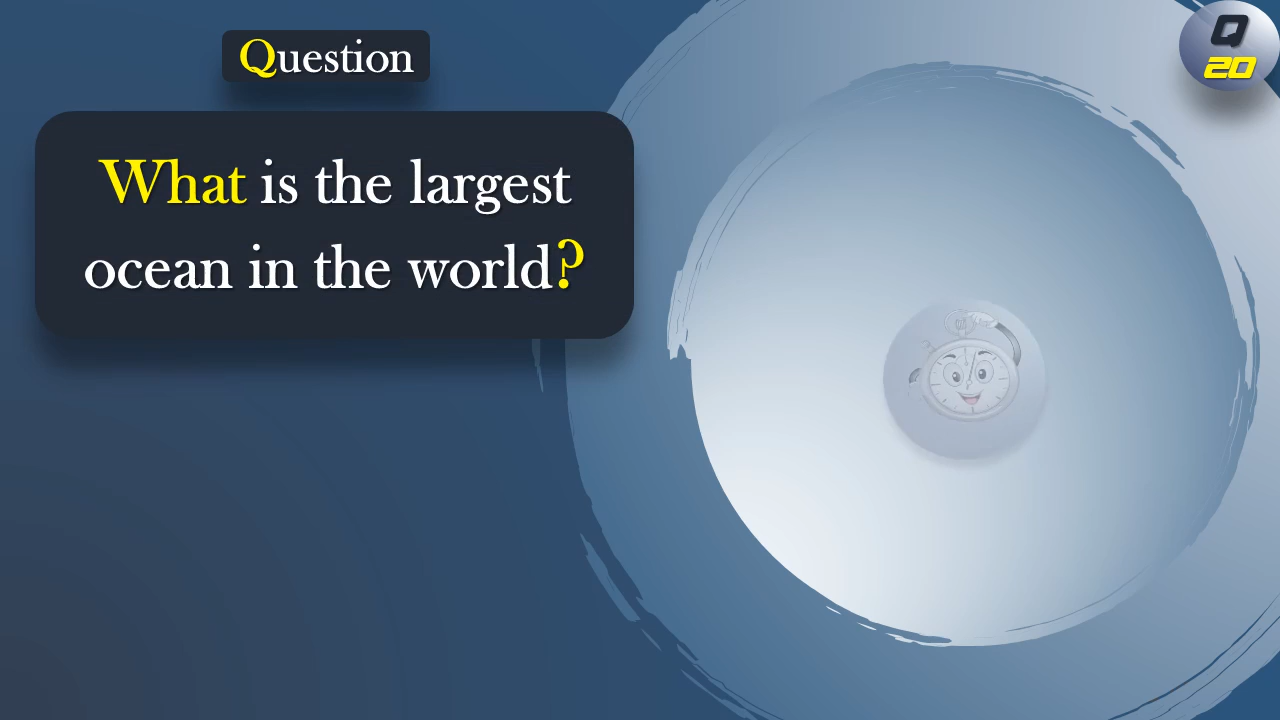 Question
Q
20
What is the largest
ocean in the world?